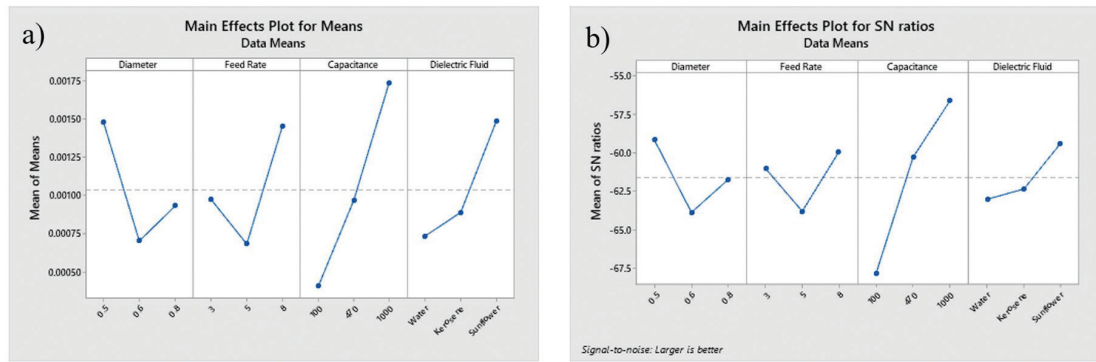 a)
Main Effects Plot for Means
Data Means
Diameter Feed Rate Capacitance Dielectric Fluid
Mean of Means
0.00175
0.00150
0.00125
0.00100
0.00075
0.00050
0.5 0.6 0.8 3 5 8 100 470 1000 Water Kerosere Sunflower
b)
Main Effects Plot for SN ratios
Data Means
Diameter Feed Rate Capacitance Dielectric Fluid
Mean of SN ratios
-55.0
-57.5
-60.0
-62.5
-65.0
-67.5
0.5 0.6 0.8 3 5 8 100 470 1000 Water Kerosere Sunflower
Signal-to-noise: Larger is better